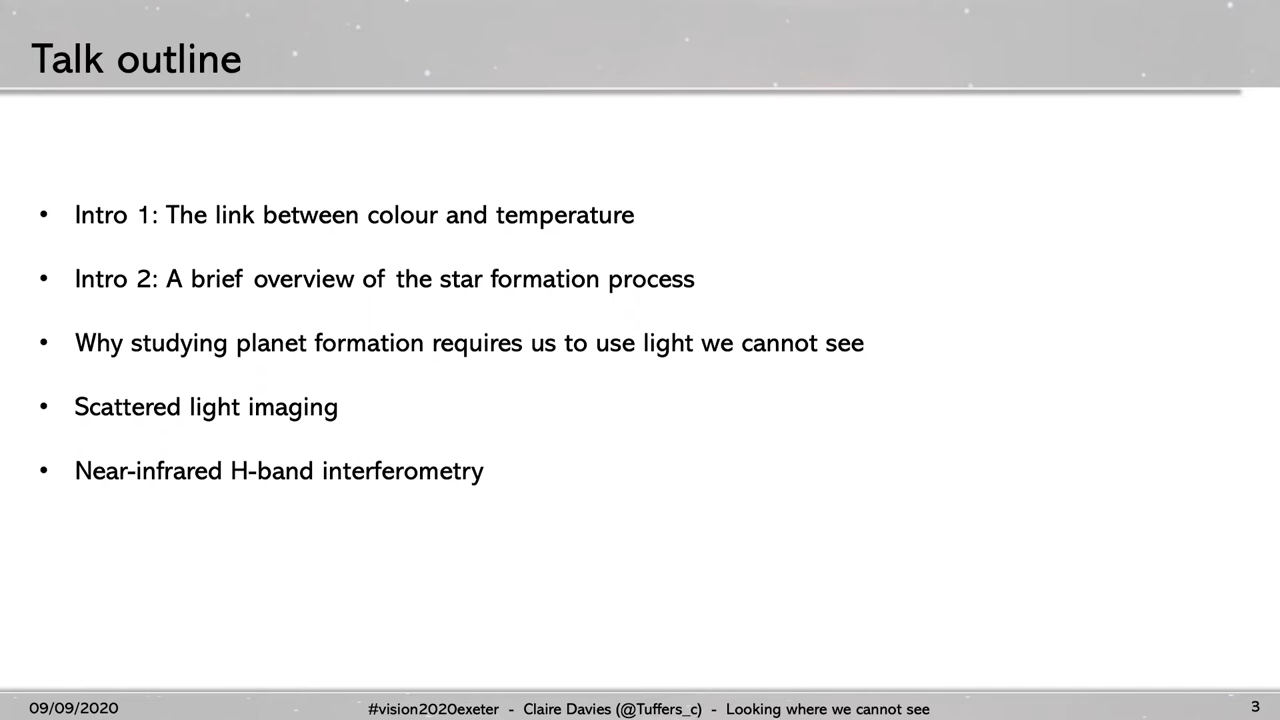 Talk outline
• Intro 1: The link between colour and temperature
• Intro 2: A brief overview of the star formation process
• Why studying planet formation requires us to use light we cannot see
• Scattered light imaging
• Near-infrared H-band interferometry
09/09/2020
#vision2020exeter - Claire Davies (@Tuffers_c) - Looking where we cannot see
3